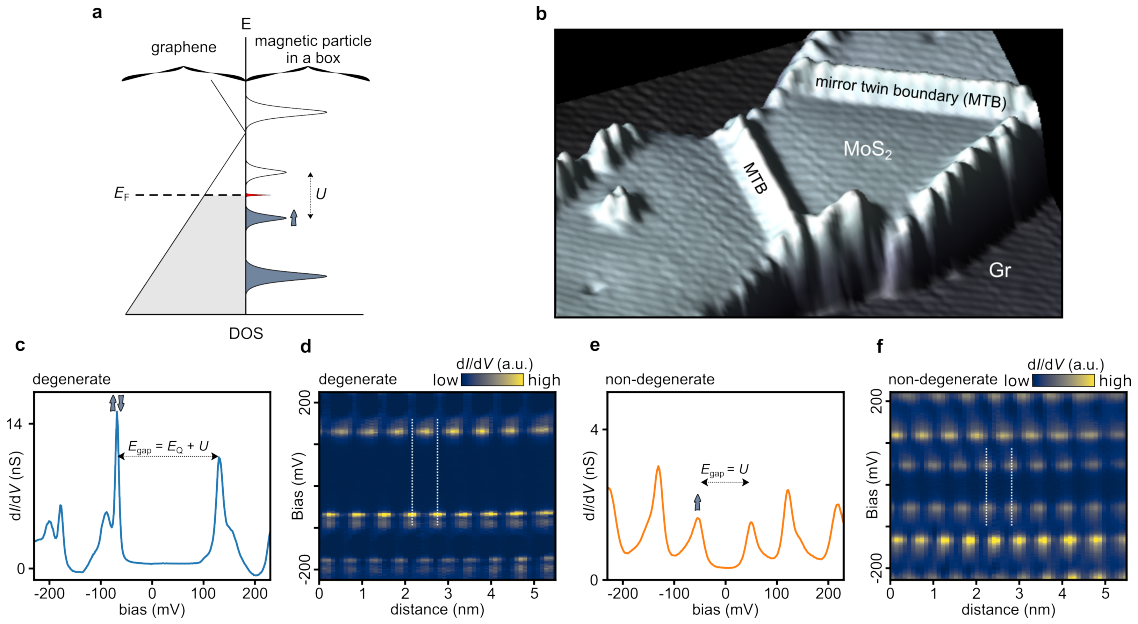 a
E
graphene
magnetic particle
in a box
E_F
U
DOS
b
mirror twin boundary (MTB)
MoS₂
MTB
Gr
c
degenerate
14
0
dI/dV (nS)
E_gap = E_Q + U
-200 -100 0 100 200
bias (mV)
d
dI/dV (a.u.)
degenerate low high
200
-200
Bias (mV)
0 1 2 3 4 5
distance (nm)
e
non-degenerate
4
0
dI/dV (nS)
E_gap = U
-200 -100 0 100 200
bias (mV)
f
dI/dV (a.u.)
non-degenerate low high
200
-200
Bias (mV)
0 1 2 3 4 5
distance (nm)